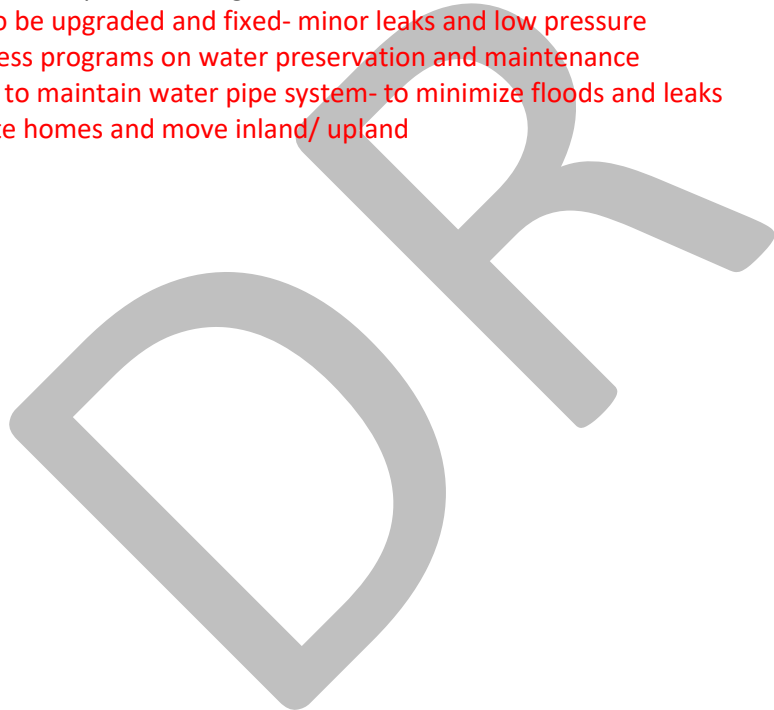 o be upgraded and fixed- minor leaks and low pressure
ess programs on water preservation and maintenance
to maintain water pipe system- to minimize floods and leaks
te homes and move inland/ upland
DR